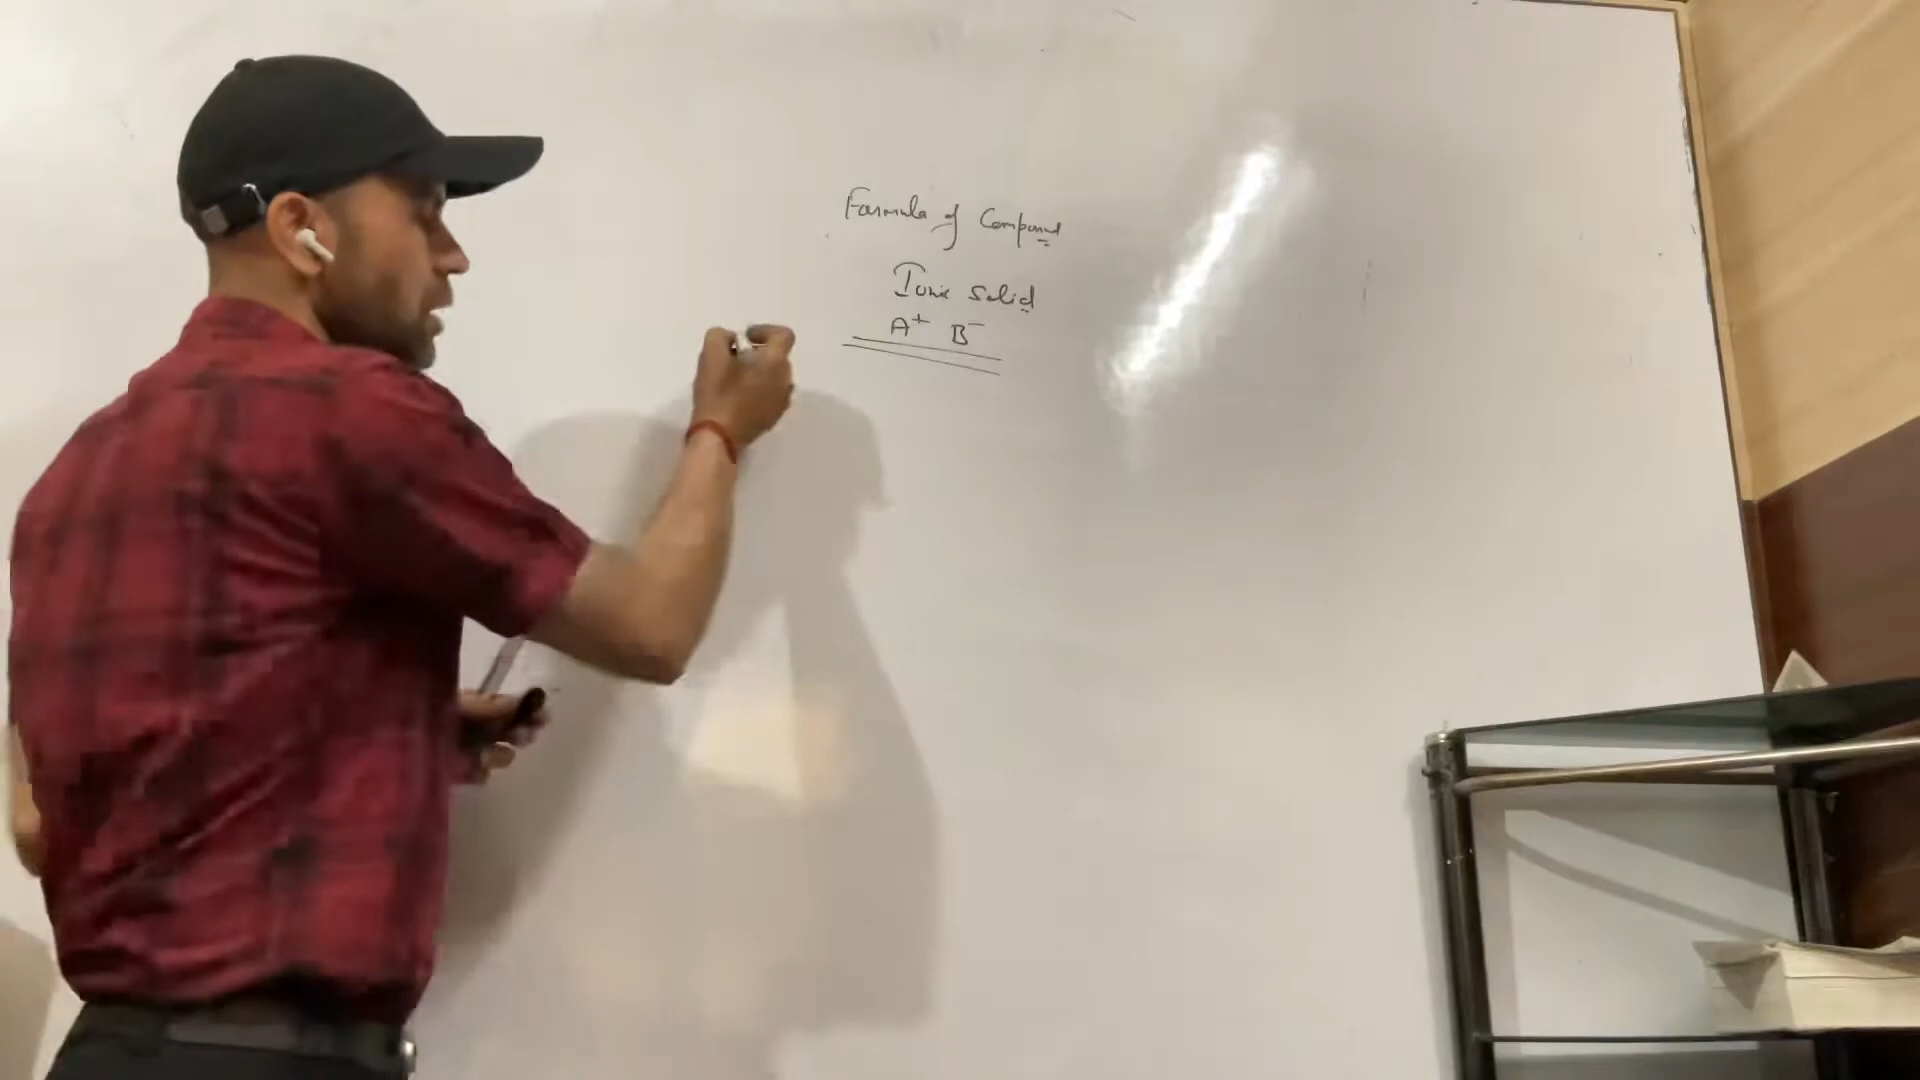 Formula of Compound
Ionic Solid
A⁺ B⁻